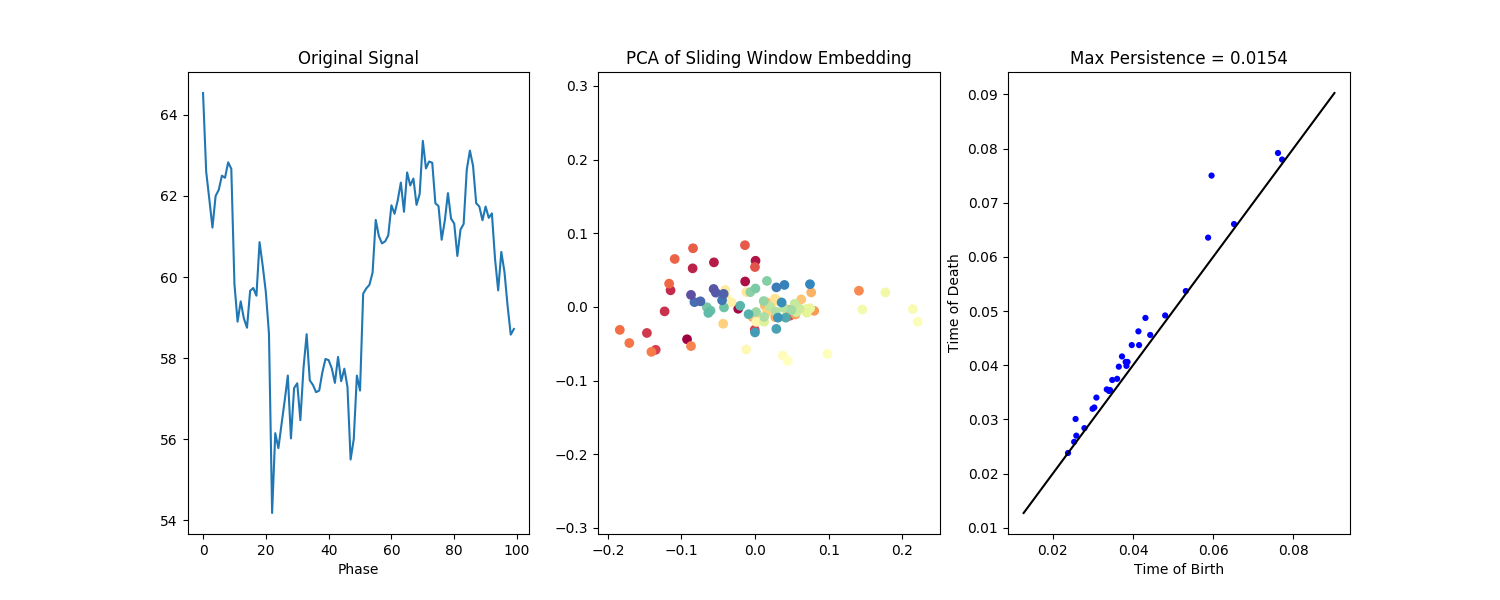 Original Signal
64
62
60
58
56
54
0 20 40 60 80 100
Phase
PCA of Sliding Window Embedding
0.3
0.2
0.1
0.0
−0.1
−0.2
−0.3
−0.2 −0.1 0.0 0.1 0.2
Max Persistence = 0.0154
Time of Death
0.09
0.08
0.07
0.06
0.05
0.04
0.03
0.02
0.01
0.02 0.04 0.06 0.08
Time of Birth